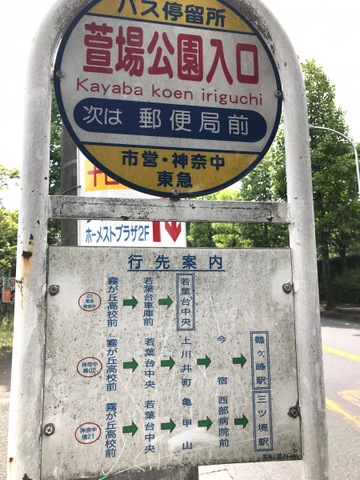 バス停留所
萱場公園入口
Kayaba koen iriguchi
次は 郵便局前
市営・神奈中
東急
ホーメストプラザ2F
行先案内
霧が丘高校前 若葉台車庫前 若葉台中央
霧が丘高校前 若葉台中央 上川井町 今宿 鶴ヶ峰駅
霧が丘高校前 若葉台中央 亀甲山 西部病院前 三ツ境駅